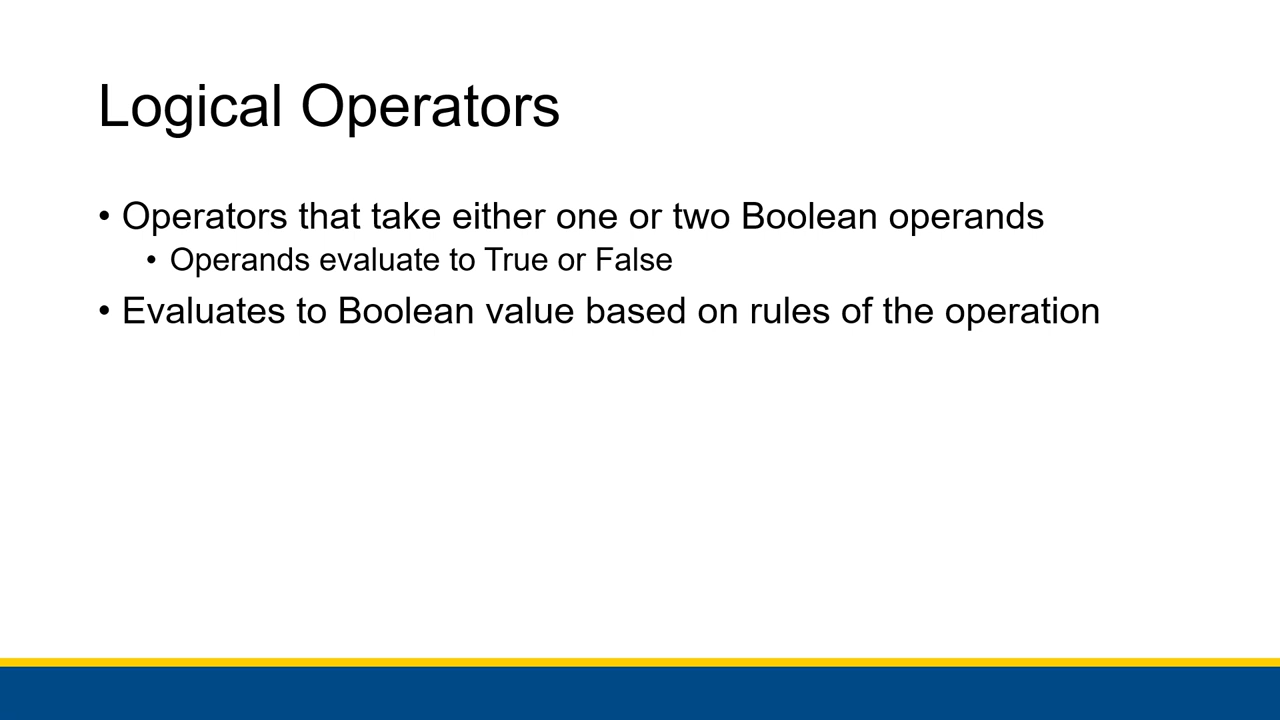 Logical Operators
• Operators that take either one or two Boolean operands
• Operands evaluate to True or False
• Evaluates to Boolean value based on rules of the operation